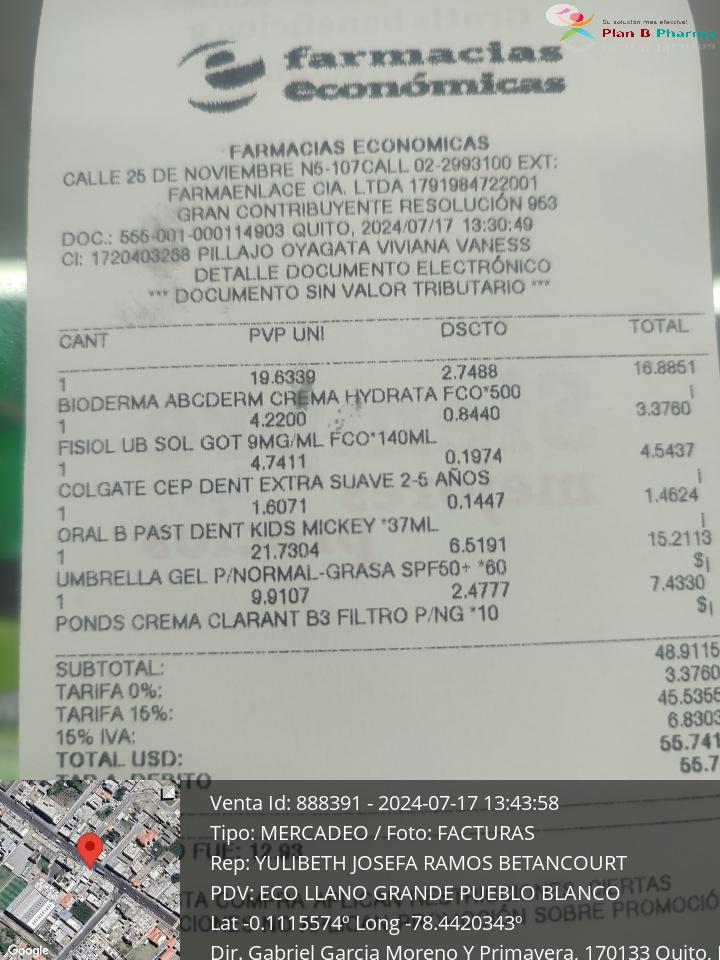 Su solución más efectiva!
Plan B Pharma
farmacias
económicas
FARMACIAS ECONOMICAS
CALLE 25 DE NOVIEMBRE N5-107CALL 02-2993100 EXT:
FARMAENLACE CIA. LTDA 1791984722001
GRAN CONTRIBUYENTE RESOLUCIÓN 953
DOC.: 555-001-000114903 QUITO, 2024/07/17 13:30:49
CI: 1720403268 PILLAJO OYAGATA VIVIANA VANESS
DETALLE DOCUMENTO ELECTRÓNICO
*** DOCUMENTO SIN VALOR TRIBUTARIO ***
CANT PVP UNI DSCTO TOTAL
1 19.6339 2.7488 16.8851
BIODERMA ABCDERM CREMA HYDRATA FCO*500 i
1 4.2200 0.8440 3.3760
FISIOL UB SOL GOT 9MG/ML FCO*140ML
1 4.7411 0.1974 4.5437
COLGATE CEP DENT EXTRA SUAVE 2-5 AÑOS i
1 1.6071 0.1447 1.4624
ORAL B PAST DENT KIDS MICKEY *37ML i
1 21.7304 6.5191 15.2113
UMBRELLA GEL P/NORMAL-GRASA SPF50+ *60 $i
1 9.9107 2.4777 7.4330
PONDS CREMA CLARANT B3 FILTRO P/NG *10 $i
SUBTOTAL: 48.9115
TARIFA 0%: 3.3760
TARIFA 15%: 45.5355
15% IVA: 6.8303
TOTAL USD: 55.741
55.7
FUE: 12.93
Venta Id: 888391 - 2024-07-17 13:43:58
Tipo: MERCADEO / Foto: FACTURAS
Rep: YULIBETH JOSEFA RAMOS BETANCOURT
PDV: ECO LLANO GRANDE PUEBLO BLANCO
Lat -0.1115574º Long -78.4420343º
Dir. Gabriel Garcia Moreno Y Primavera, 170133 Quito,
Google